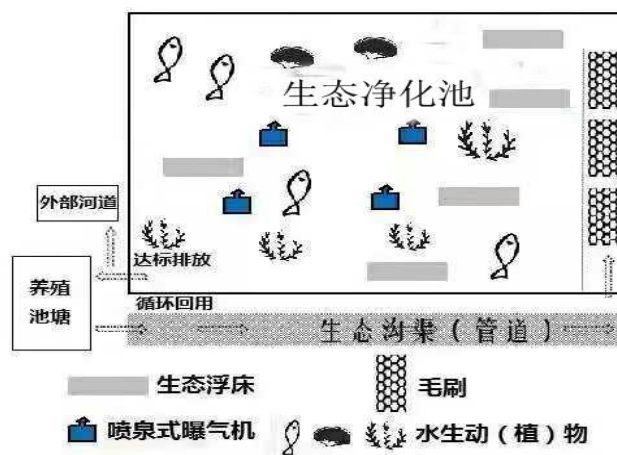 生态净化池
外部河道
达标排放
养殖
池塘
循环回用
生态沟渠（管道）
生态浮床
毛刷
喷泉式曝气机
水生动（植）物